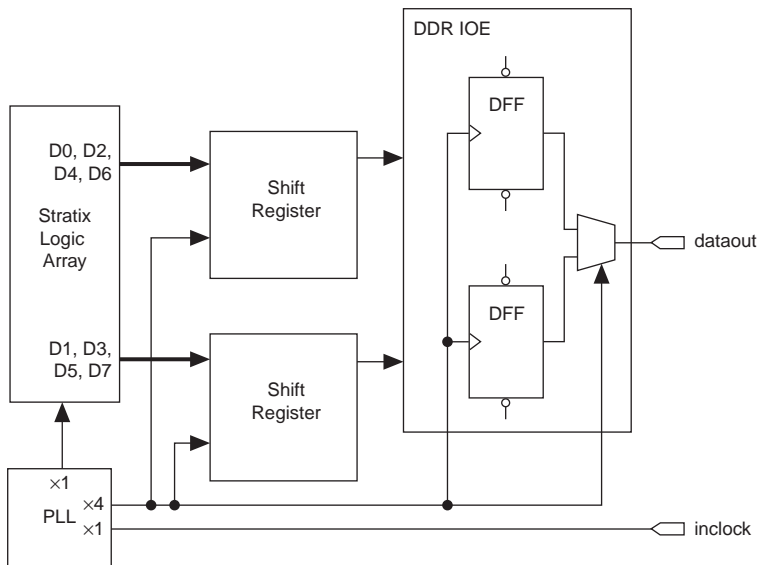 DDR IOE
DFF
D0, D2,
D4, D6
Shift
Register
Stratix
Logic
Array
dataout
DFF
D1, D3,
D5, D7
Shift
Register
×1
×4
PLL
×1
inclock